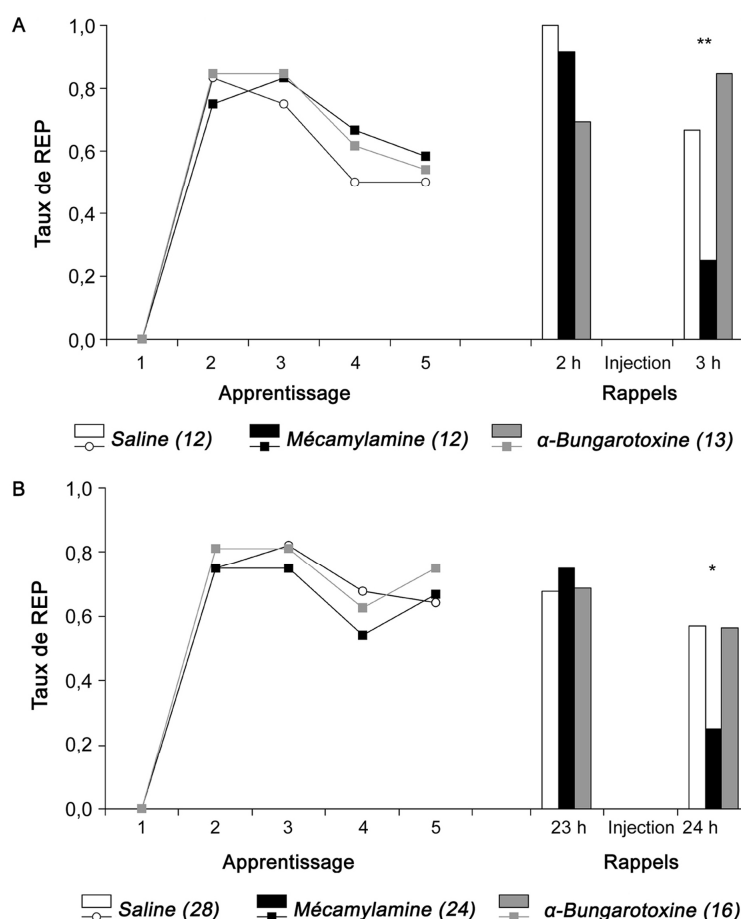 A
Taux de REP
1,0
0,8
0,6
0,4
0,2
0,0
1 2 3 4 5 2 h Injection 3 h
**
Apprentissage Rappels
Saline (12) Mécamylamine (12) α-Bungarotoxine (13)
B
Taux de REP
1,0
0,8
0,6
0,4
0,2
0,0
1 2 3 4 5 23 h Injection 24 h
*
Apprentissage Rappels
Saline (28) Mécamylamine (24) α-Bungarotoxine (16)